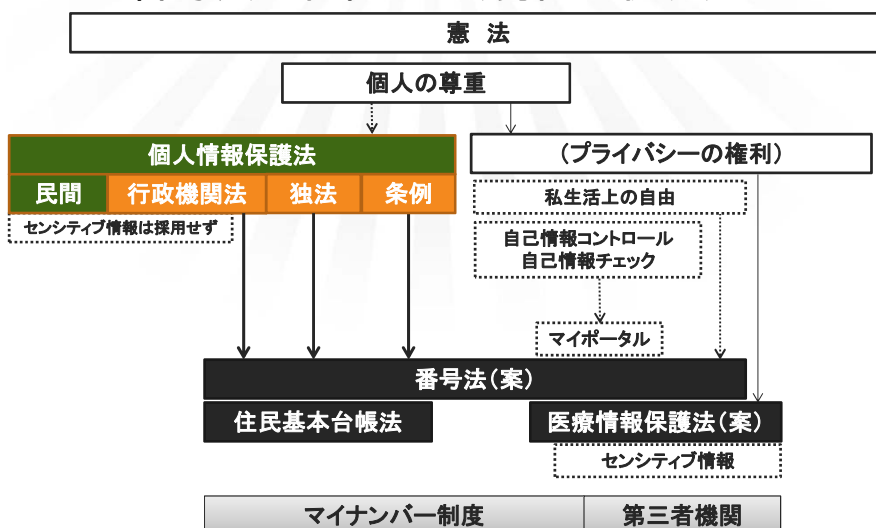 憲 法
個人の尊重
個人情報保護法
(プライバシーの権利)
民間 行政機関法 独法 条例
私生活上の自由
センシティブ情報は採用せず
自己情報コントロール
自己情報チェック
マイポータル
番号法(案)
住民基本台帳法
医療情報保護法(案)
センシティブ情報
マイナンバー制度
第三者機関